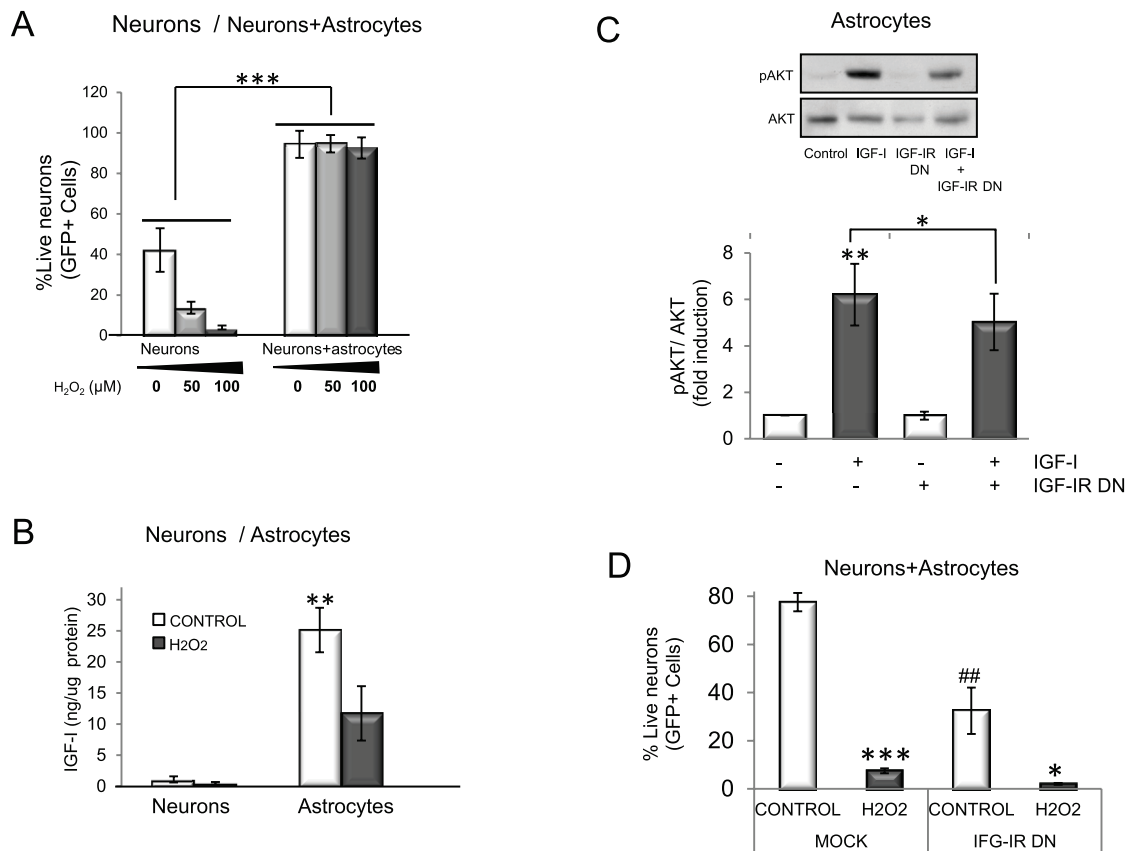 A
Neurons / Neurons+Astrocytes
***
120
100
80
60
40
20
0
%Live neurons
(GFP+ Cells)
Neurons
Neurons+astrocytes
H₂O₂ (µM)
0 50 100 0 50 100
B
Neurons / Astrocytes
**
30
25
20
15
10
5
0
IGF-I (ng/ug protein)
CONTROL
H2O2
Neurons
Astrocytes
C
Astrocytes
pAKT
AKT
Control IGF-I IGF-IR DN IGF-I + IGF-IR DN
*
**
8
6
4
2
0
pAKT/ AKT
(fold induction)
- + - + IGF-I
- - + + IGF-IR DN
D
Neurons+Astrocytes
80
60
40
20
0
% Live neurons
(GFP+ Cells)
##
***
*
CONTROL H2O2 CONTROL H2O2
MOCK IFG-IR DN